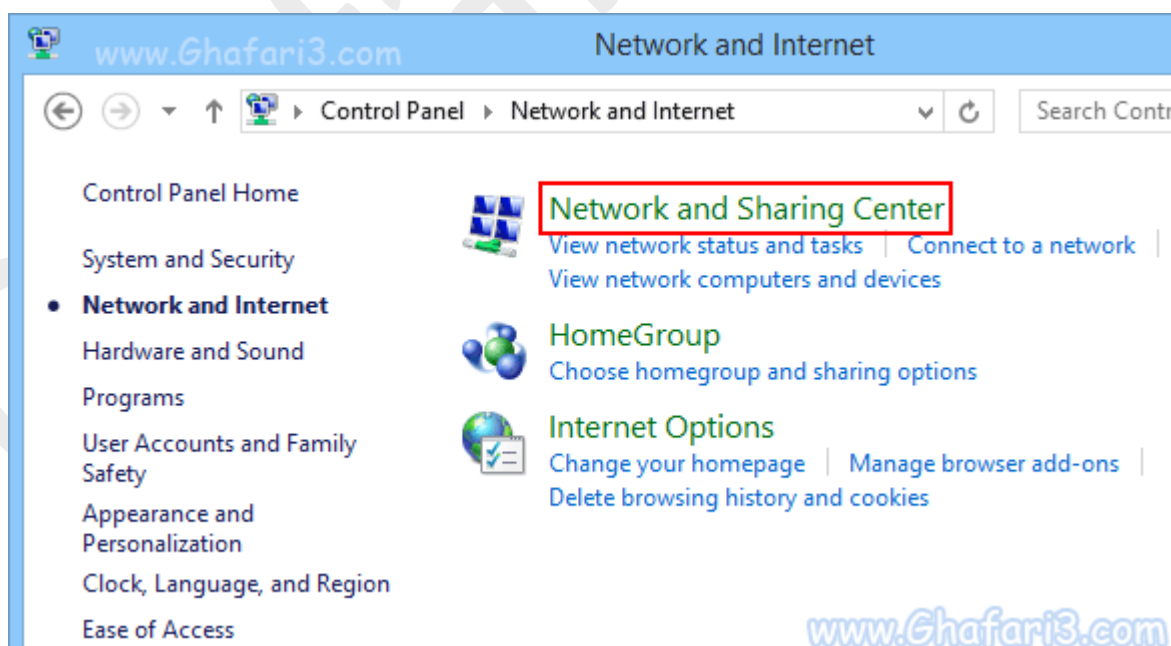 www.Ghafari3.com
Network and Internet
Control Panel Network and Internet
Search Contr
Control Panel Home
System and Security
Network and Internet
Hardware and Sound
Programs
User Accounts and Family
Safety
Appearance and
Personalization
Clock, Language, and Region
Ease of Access
Network and Sharing Center
View network status and tasks
Connect to a network
View network computers and devices
HomeGroup
Choose homegroup and sharing options
Internet Options
Change your homepage
Manage browser add-ons
Delete browsing history and cookies
www.Ghafari3.com